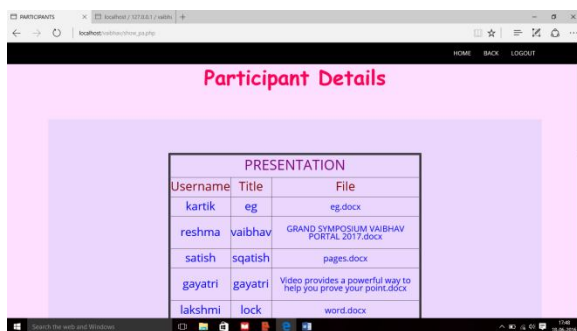 PARTICIPANTS
localhost / 127.0.0.1 / vaibh
localhost/vaibhav/show_pa.php
HOME BACK LOGOUT
Participant Details
PRESENTATION
Username Title File
kartik eg eg.docx
reshma vaibhav GRAND SYMPOSIUM VAIBHAV
PORTAL 2017.docx
satish sqatish pages.docx
gayatri gayatri Video provides a powerful way to
help you prove your point.docx
lakshmi lock word.docx
Search the web and Windows
17:48